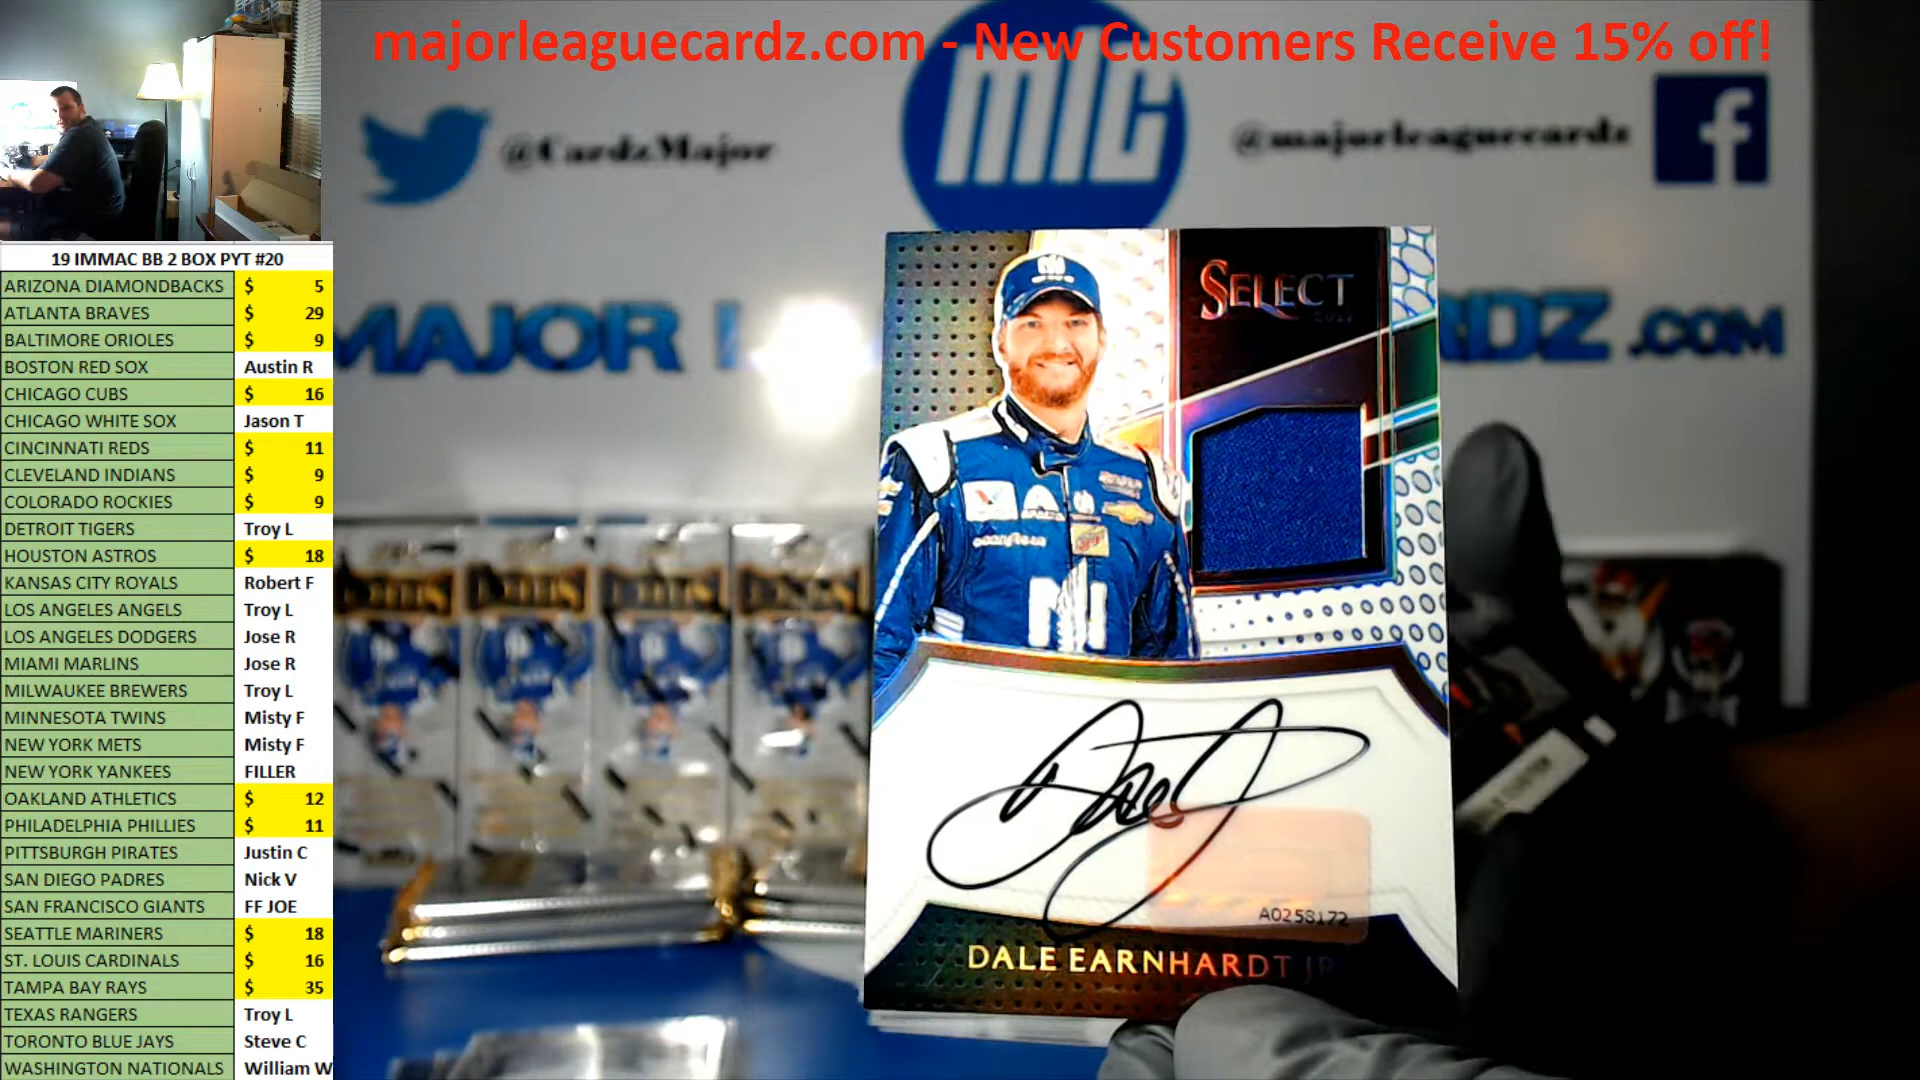 majorleaguecardz.com - New Customers Receive 15% off!
@CardzMajor
MLC
@majorleaguecardz
f
MAJOR
RDZ.COM
SELECT
A0258172
DALE EARNHARDT JR
19 IMMAC BB 2 BOX PYT #20
ARIZONA DIAMONDBACKS $ 5
ATLANTA BRAVES $ 29
BALTIMORE ORIOLES $ 9
BOSTON RED SOX Austin R
CHICAGO CUBS $ 16
CHICAGO WHITE SOX Jason T
CINCINNATI REDS $ 11
CLEVELAND INDIANS $ 9
COLORADO ROCKIES $ 9
DETROIT TIGERS Troy L
HOUSTON ASTROS $ 18
KANSAS CITY ROYALS Robert F
LOS ANGELES ANGELS Troy L
LOS ANGELES DODGERS Jose R
MIAMI MARLINS Jose R
MILWAUKEE BREWERS Troy L
MINNESOTA TWINS Misty F
NEW YORK METS Misty F
NEW YORK YANKEES FILLER
OAKLAND ATHLETICS $ 12
PHILADELPHIA PHILLIES $ 11
PITTSBURGH PIRATES Justin C
SAN DIEGO PADRES Nick V
SAN FRANCISCO GIANTS FF JOE
SEATTLE MARINERS $ 18
ST. LOUIS CARDINALS $ 16
TAMPA BAY RAYS $ 35
TEXAS RANGERS Troy L
TORONTO BLUE JAYS Steve C
WASHINGTON NATIONALS William W